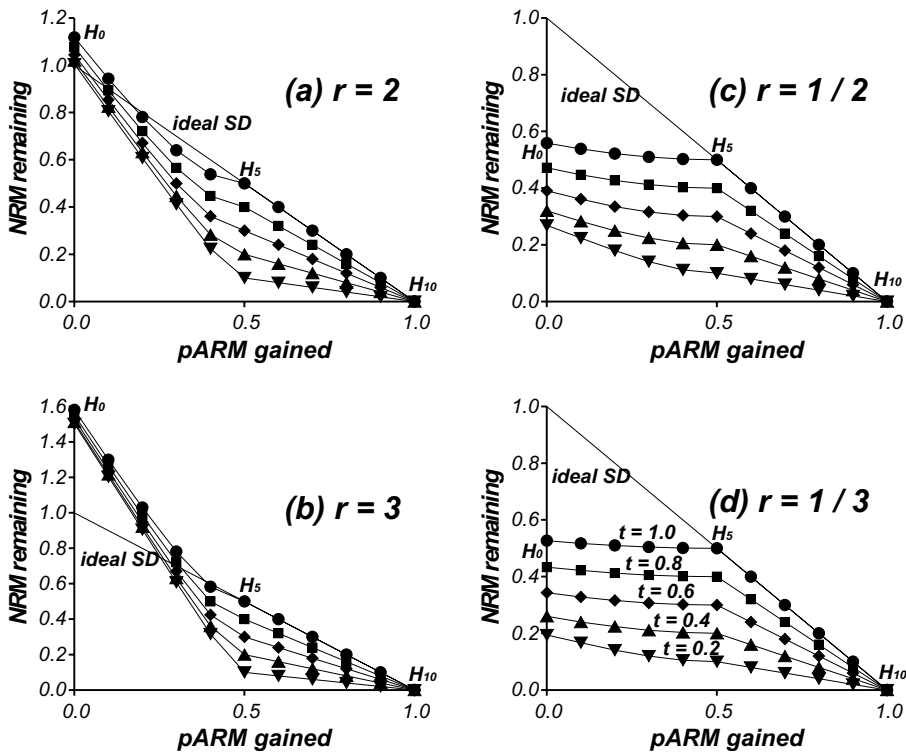 NRM remaining
1.2
1.0
0.8
0.6
0.4
0.2
0.0
H0
(a) r = 2
ideal SD
H5
H10
0.0 0.5 1.0
pARM gained
NRM remaining
1.0
0.8
0.6
0.4
0.2
0.0
(c) r = 1 / 2
ideal SD
H0
H5
H10
0.0 0.5 1.0
pARM gained
NRM remaining
1.6
1.4
1.2
1.0
0.8
0.6
0.4
0.2
0.0
H0
(b) r = 3
ideal SD
H5
H10
0.0 0.5 1.0
pARM gained
NRM remaining
1.0
0.8
0.6
0.4
0.2
0.0
ideal SD
(d) r = 1 / 3
H0
H5
t = 1.0
t = 0.8
t = 0.6
t = 0.4
t = 0.2
H10
0.0 0.5 1.0
pARM gained